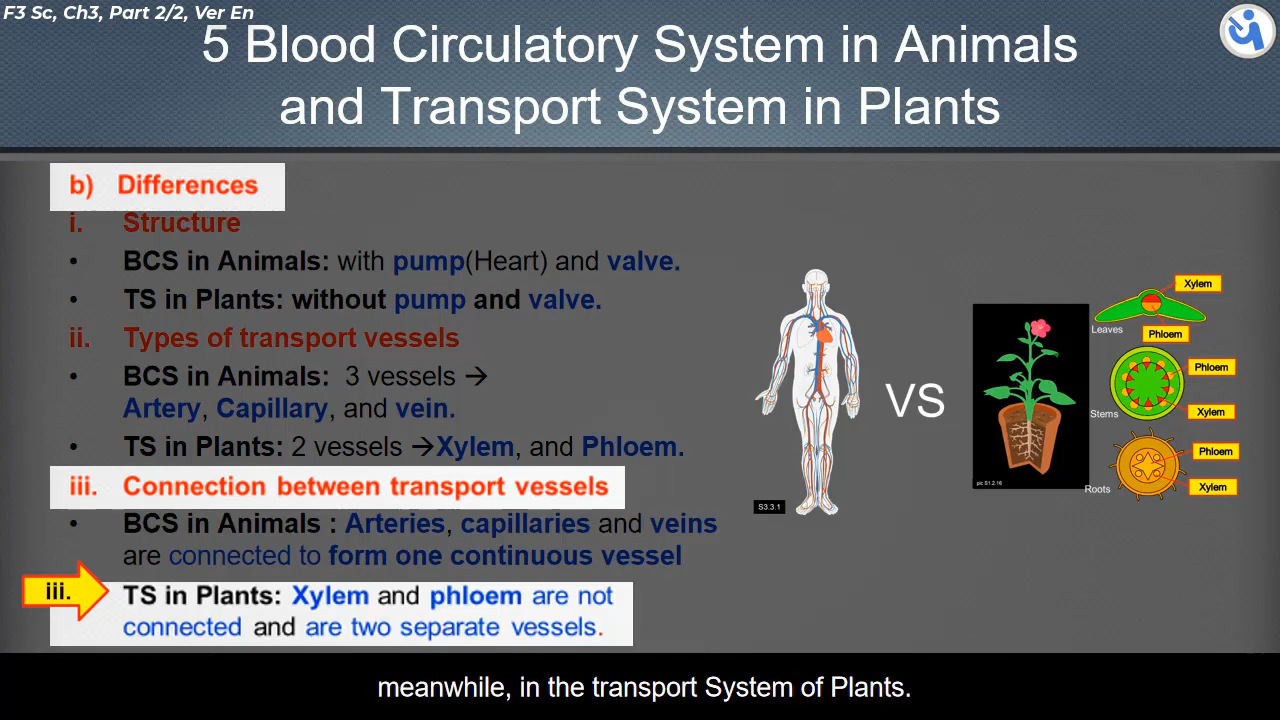 F3 Sc, Ch3, Part 2/2, Ver En
5 Blood Circulatory System in Animals
and Transport System in Plants
b) Differences
i. Structure
• BCS in Animals: with pump(Heart) and valve.
• TS in Plants: without pump and valve.
ii. Types of transport vessels
• BCS in Animals: 3 vessels →
Artery, Capillary, and vein.
• TS in Plants: 2 vessels →Xylem, and Phloem.
iii. Connection between transport vessels
• BCS in Animals : Arteries, capillaries and veins
are connected to form one continuous vessel
iii.
TS in Plants: Xylem and phloem are not
connected and are two separate vessels.
S3.3.1
VS
pic S1.2.16
Xylem
Leaves
Phloem
Phloem
Stems
Xylem
Phloem
Roots
Xylem
meanwhile, in the transport System of Plants.